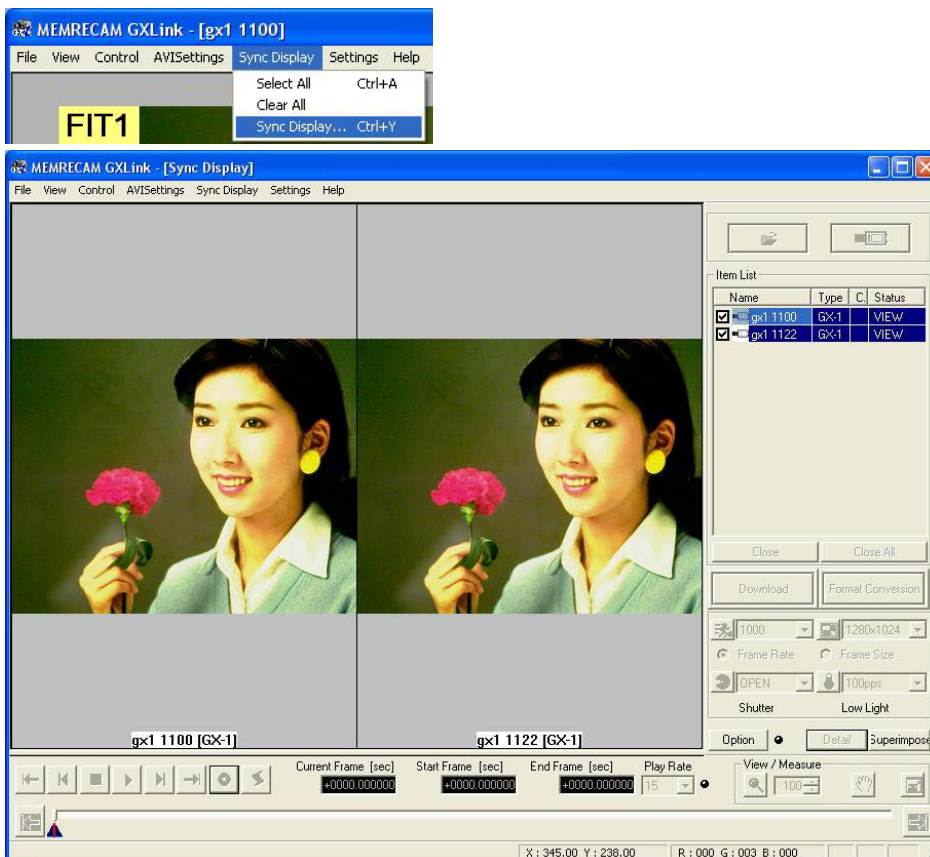 MEMRECAM GXLink - [gx1 1100]
File View Control AVISettings Sync Display Settings Help
Select All Ctrl+A
Clear All
Sync Display... Ctrl+Y
FIT1
MEMRECAM GXLink - [Sync Display]
File View Control AVISettings Sync Display Settings Help
Item List
Name Type C. Status
gx1 1100 GX-1 VIEW
gx1 1122 GX-1 VIEW
Close Close All
Download Format Conversion
1000 1280x1024
Frame Rate Frame Size
OPEN 100pps
Shutter Low Light
gx1 1100 [GX-1] gx1 1122 [GX-1]
Option Detail Superimpose
Current Frame [sec] Start Frame [sec] End Frame [sec] Play Rate View / Measure
+0000.000000 +0000.000000 +0000.000000 15 100
X : 345.00 Y : 238.00 R : 000 G : 003 B : 000